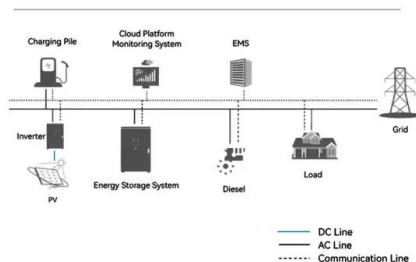 Charging Pile
Cloud Platform
Monitoring System
EMS
Grid
Inverter
PV
Energy Storage System
Diesel
Load
DC Line
AC Line
Communication Line